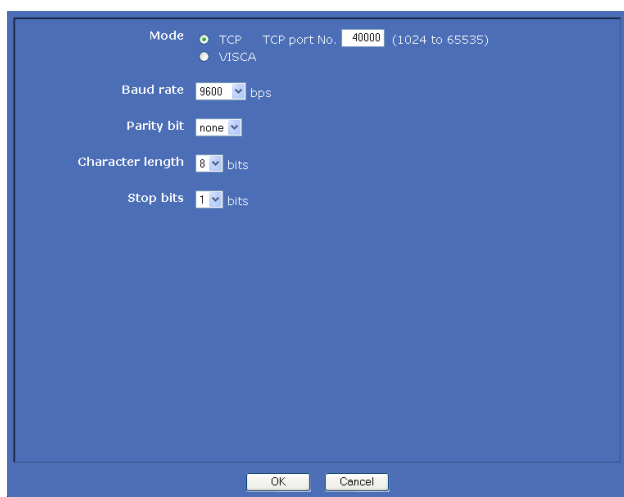 Mode TCP TCP port No. 40000 (1024 to 65535)
VISCA
Baud rate 9600 bps
Parity bit none
Character length 8 bits
Stop bits 1 bits
OK Cancel